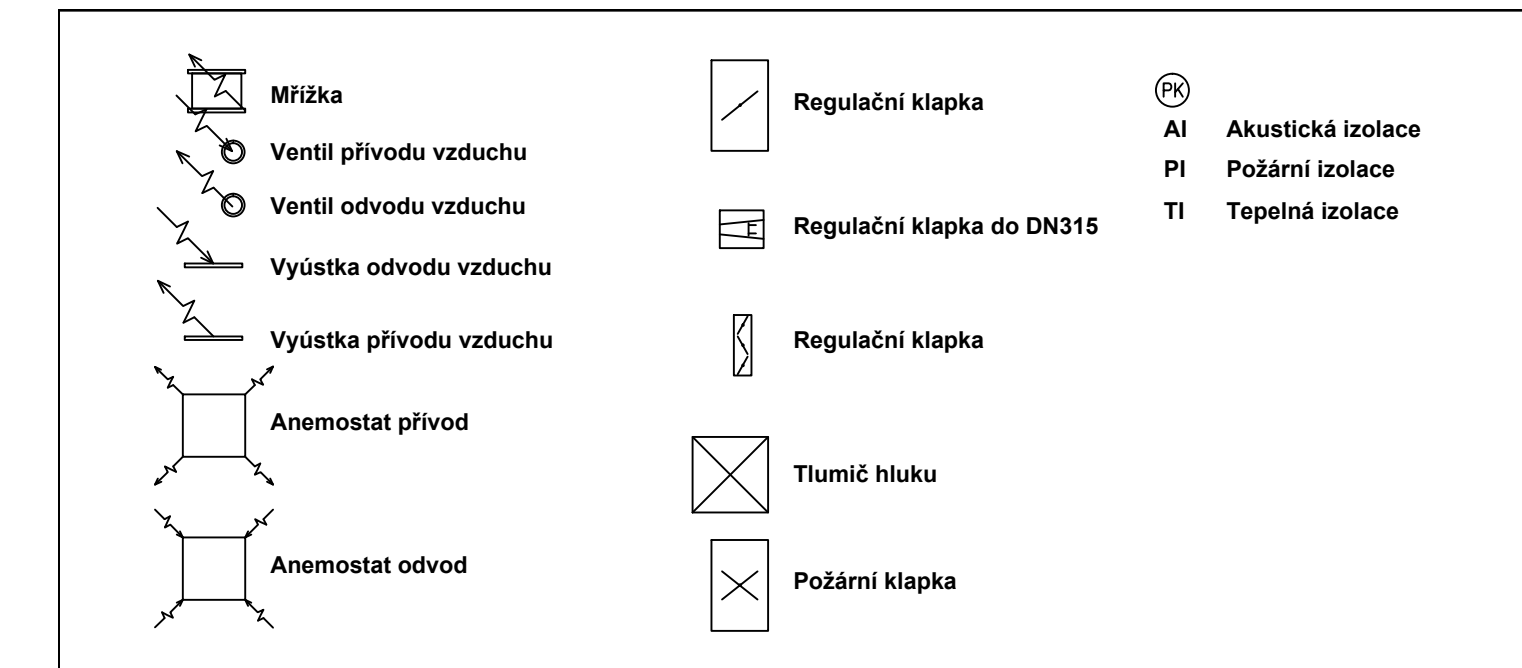 Mřížka
Ventil přívodu vzduchu
Ventil odvodu vzduchu
Vyústka odvodu vzduchu
Vyústka přívodu vzduchu
Anemostat přívod
Anemostat odvod
Regulační klapka
E
Regulační klapka do DN315
Regulační klapka
Tlumič hluku
Požární klapka
PK
AI Akustická izolace
PI Požární izolace
TI Tepelná izolace